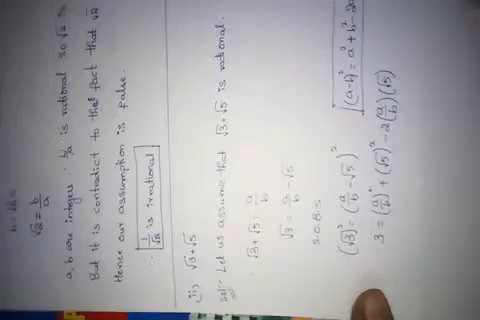 √2 = b/a
a, b are integers. b/a is rational so √2 is
But it is contradict to the fact that √2
Hence our assumption is false.
∴ 1/√2 is irrational
ii, √3+√5
sol:- Let us assume that √3+√5 is rational.
√3+√5 = a/b
√3 = a/b - √5
S.O.B.S
(√3)² = (a/b - √5)²
(a-b)² = a²+b²-2a
3 = (a/b)² + (√5)² - 2(a/b)(√5)